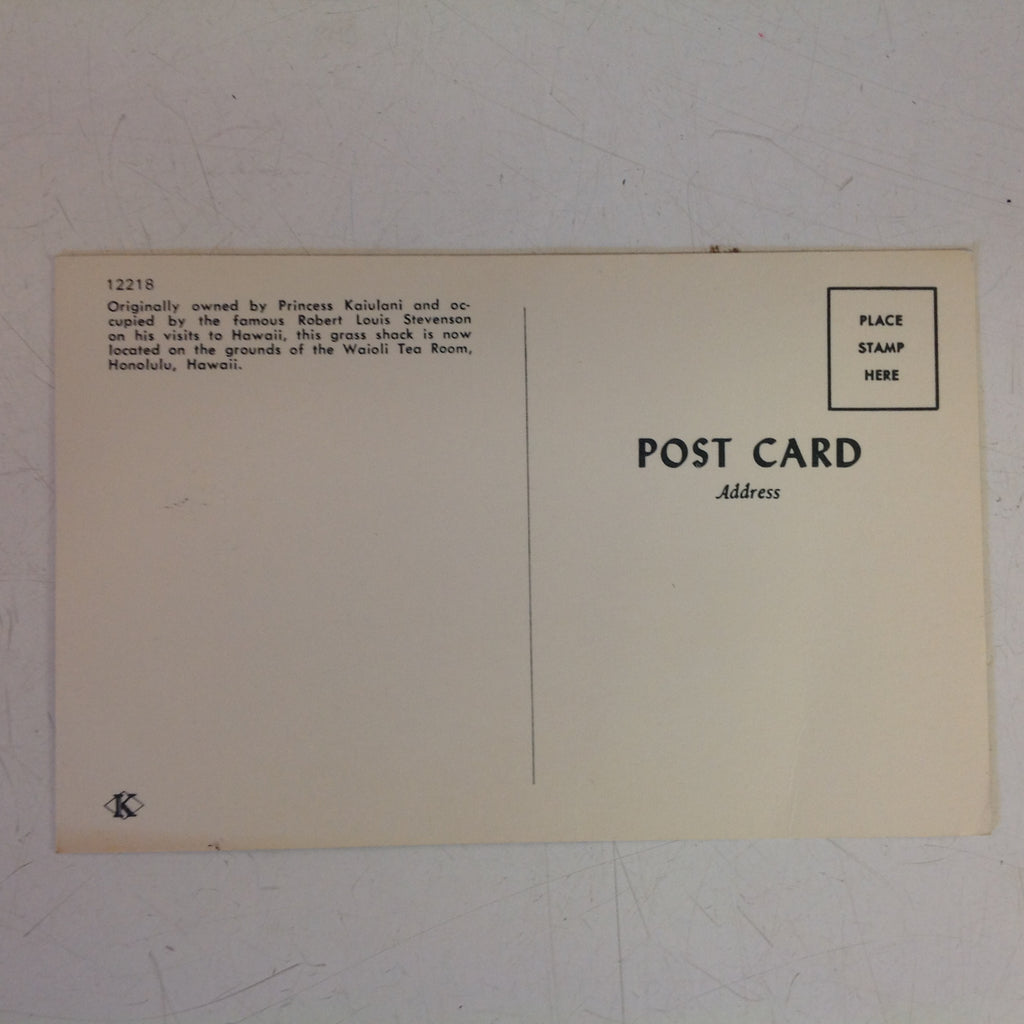 12218
Originally owned by Princess Kaiulani and oc-
cupied by the famous Robert Louis Stevenson
on his visits to Hawaii, this grass shack is now
located on the grounds of the Waioli Tea Room,
Honolulu, Hawaii.
PLACE
STAMP
HERE
POST CARD
Address
K